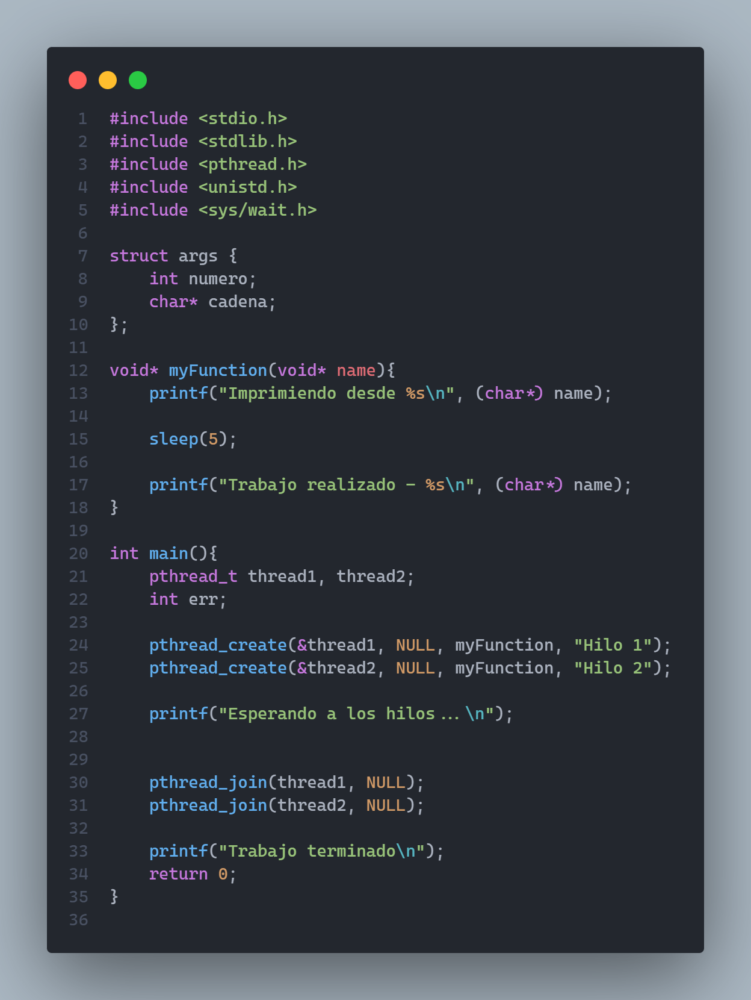 1 #include <stdio.h>
2 #include <stdlib.h>
3 #include <pthread.h>
4 #include <unistd.h>
5 #include <sys/wait.h>
6
7 struct args {
8     int numero;
9     char* cadena;
10 };
11
12 void* myFunction(void* name){
13     printf("Imprimiendo desde %s\n", (char*) name);
14
15     sleep(5);
16
17     printf("Trabajo realizado - %s\n", (char*) name);
18 }
19
20 int main(){
21     pthread_t thread1, thread2;
22     int err;
23
24     pthread_create(&thread1, NULL, myFunction, "Hilo 1");
25     pthread_create(&thread2, NULL, myFunction, "Hilo 2");
26
27     printf("Esperando a los hilos...\n");
28
29
30     pthread_join(thread1, NULL);
31     pthread_join(thread2, NULL);
32
33     printf("Trabajo terminado\n");
34     return 0;
35 }
36